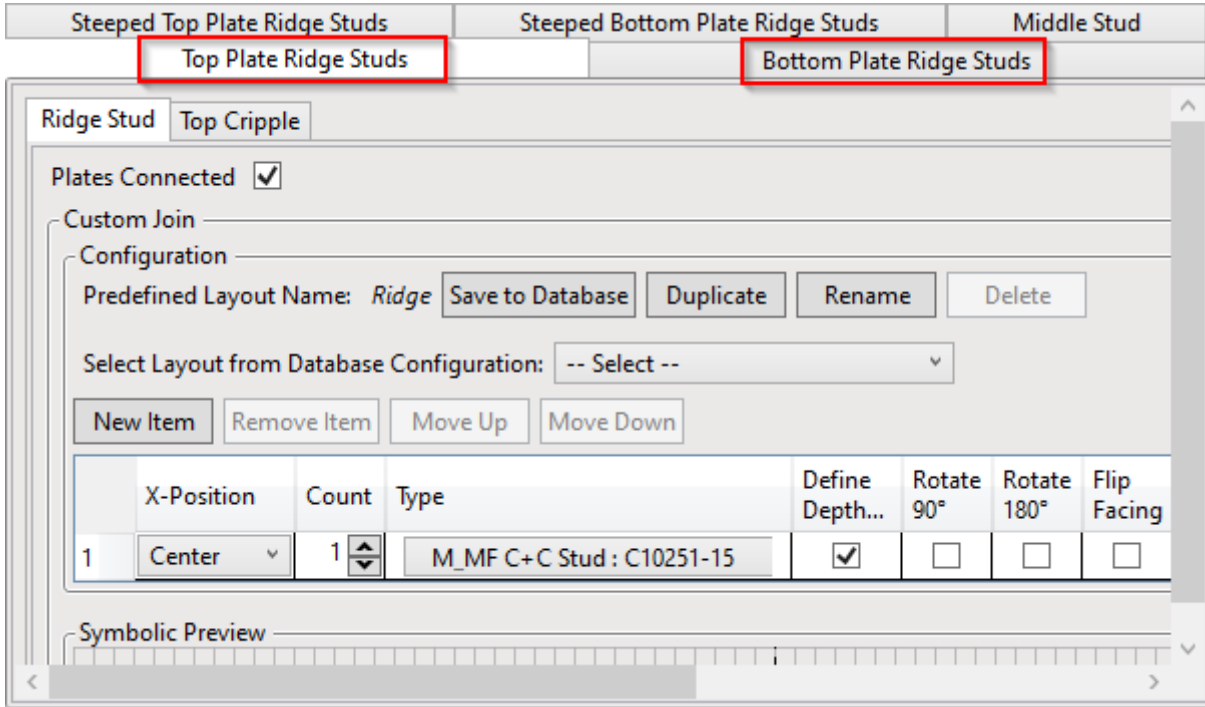 Steeped Top Plate Ridge Studs Steeped Bottom Plate Ridge Studs Middle Stud
Top Plate Ridge Studs Bottom Plate Ridge Studs
Ridge Stud Top Cripple
Plates Connected
Custom Join
Configuration
Predefined Layout Name: Ridge Save to Database Duplicate Rename Delete
Select Layout from Database Configuration: -- Select --
New Item Remove Item Move Up Move Down
X-Position Count Type Define Depth... Rotate 90° Rotate 180° Flip Facing
1 Center 1 M_MF C+C Stud : C10251-15
Symbolic Preview